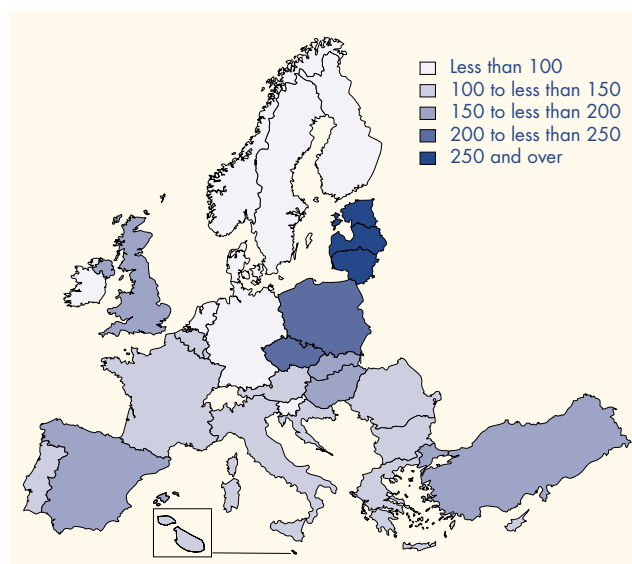 Less than 100
100 to less than 150
150 to less than 200
200 to less than 250
250 and over